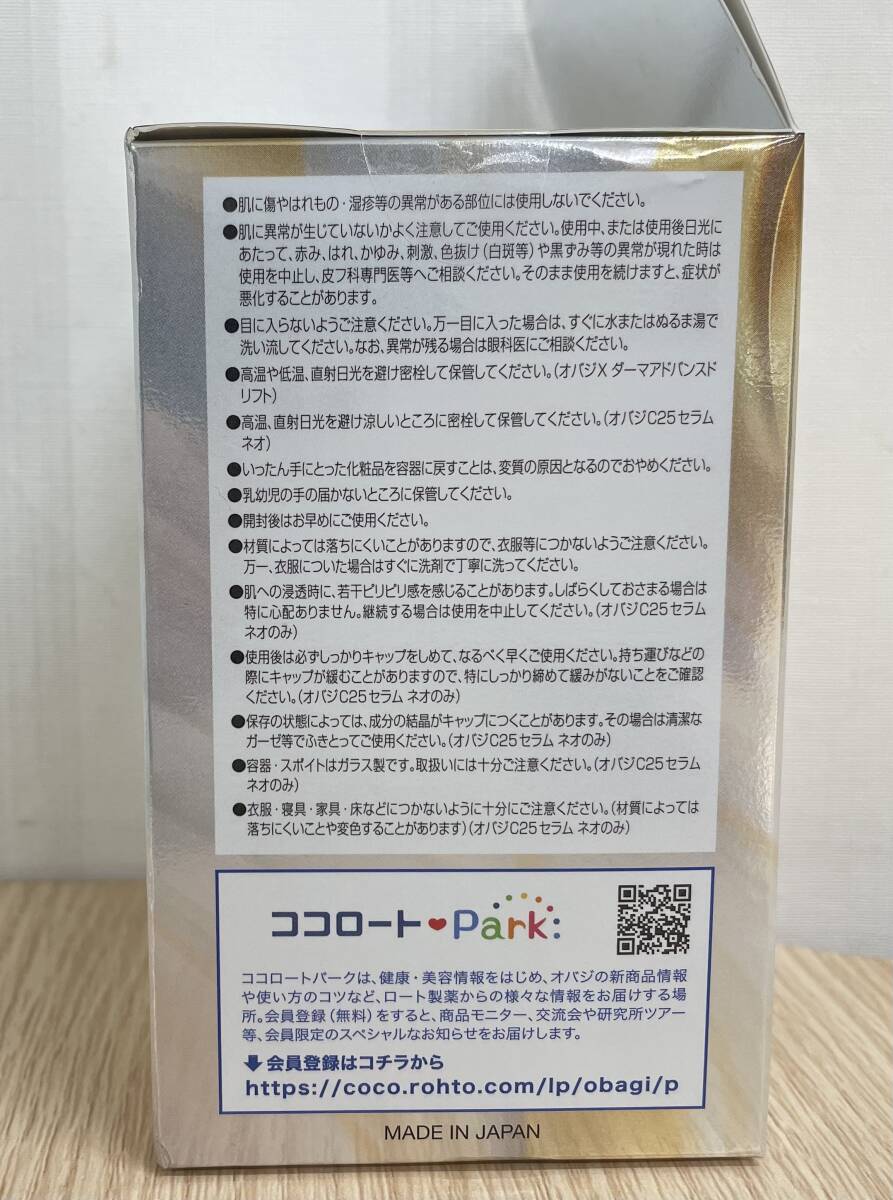 ●肌に傷やはれもの・湿疹等の異常がある部位には使用しないでください。
●肌に異常が生じていないかよく注意してご使用ください。使用中、または使用後日光に
あたって、赤み、はれ、かゆみ、刺激、色抜け(白斑等)や黒ずみ等の異常が現れた時は
使用を中止し、皮フ科専門医等へご相談ください。そのまま使用を続けますと、症状が
悪化することがあります。
●目に入らないようご注意ください。万一目に入った場合は、すぐに水またはぬるま湯で
洗い流してください。なお、異常が残る場合は眼科医にご相談ください。
●高温や低温、直射日光を避け密栓して保管してください。(オバジX ダーマアドバンスド
リフト)
●高温、直射日光を避け涼しいところに密栓して保管してください。(オバジC25セラム
ネオ)
●いったん手にとった化粧品を容器に戻すことは、変質の原因となるのでおやめください。
●乳幼児の手の届かないところに保管してください。
●開封後はお早めにご使用ください。
●材質によっては落ちにくいことがありますので、衣服等につかないようご注意ください。
万一、衣服についた場合はすぐに洗剤で丁寧に洗ってください。
●肌への浸透時に、若干ピリピリ感を感じることがあります。しばらくしておさまる場合は
特に心配ありません。継続する場合は使用を中止してください。(オバジC25セラム
ネオのみ)
●使用後は必ずしっかりキャップをしめて、なるべく早くご使用ください。持ち運びなどの
際にキャップが緩むことがありますので、特にしっかり締めて緩みがないことをご確認
ください。(オバジC25セラム ネオのみ)
●保存の状態によっては、成分の結晶がキャップにつくことがあります。その場合は清潔な
ガーゼ等でふきとってご使用ください。(オバジC25セラム ネオのみ)
●容器・スポイトはガラス製です。取扱いには十分ご注意ください。(オバジC25セラム
ネオのみ)
●衣服・寝具・家具・床などにつかないように十分にご注意ください。(材質によっては
落ちにくいことや変色することがあります)(オバジC25セラム ネオのみ)
ココロート♥Park:
ココロートパークは、健康・美容情報をはじめ、オバジの新商品情報
や使い方のコツなど、ロート製薬からの様々な情報をお届けする場
所。会員登録(無料)をすると、商品モニター、交流会や研究所ツアー
等、会員限定のスペシャルなお知らせをお届けします。
↓会員登録はコチラから
https://coco.rohto.com/lp/obagi/p
MADE IN JAPAN